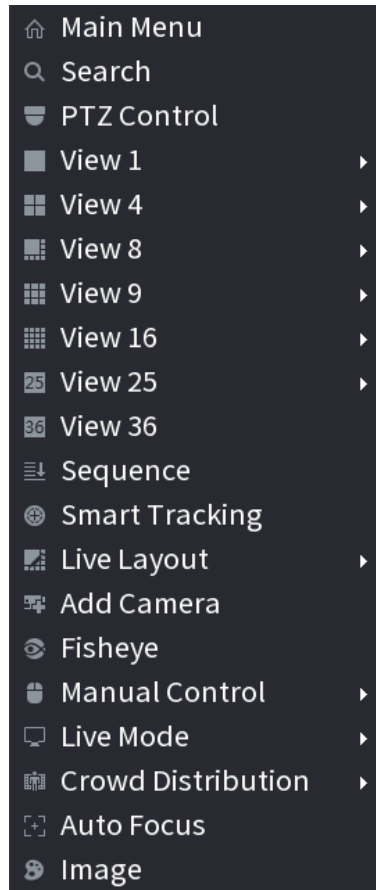 Main Menu
Search
PTZ Control
View 1
View 4
View 8
View 9
View 16
25 View 25
36 View 36
Sequence
Smart Tracking
Live Layout
Add Camera
Fisheye
Manual Control
Live Mode
Crowd Distribution
Auto Focus
Image